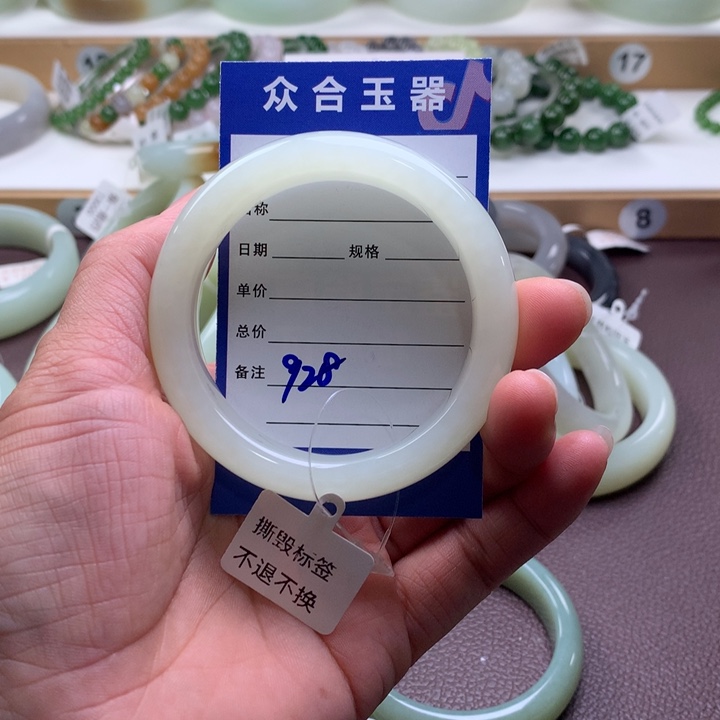 众合玉器
17
称
日期 规格
8
单价
总价
备注 928
撕毁标签
不退不换